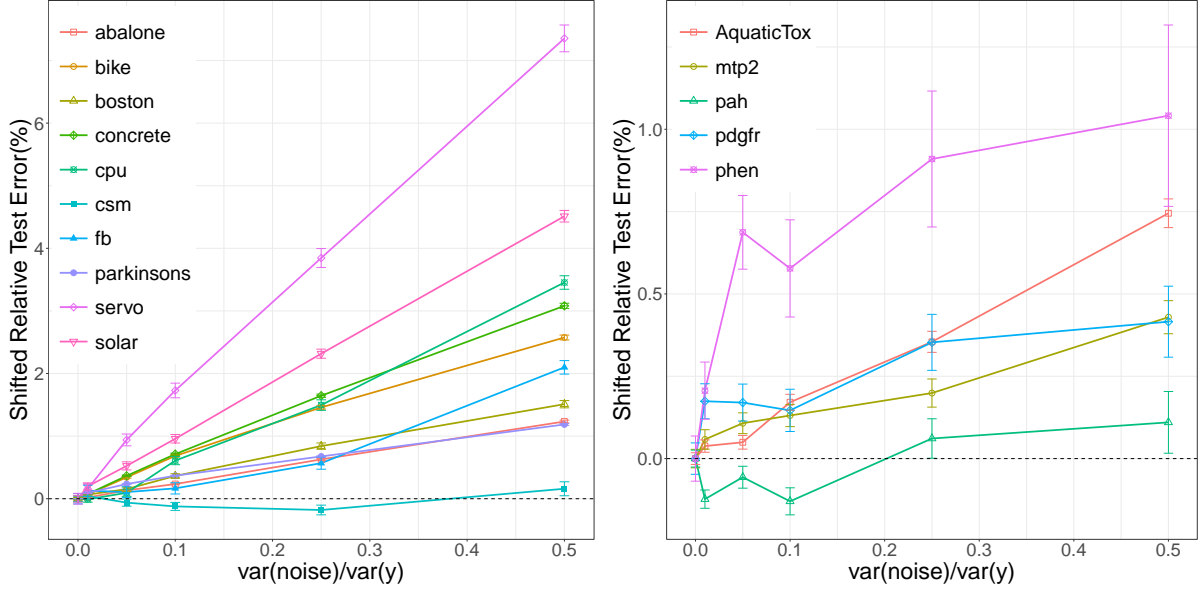 Shifted Relative Test Error(%)
6
4
2
0
abalone
bike
boston
concrete
cpu
csm
fb
parkinsons
servo
solar
0.0
0.1
0.2
0.3
0.4
0.5
var(noise)/var(y)
Shifted Relative Test Error(%)
1.0
0.5
0.0
AquaticTox
mtp2
pah
pdgfr
phen
0.0
0.1
0.2
0.3
0.4
0.5
var(noise)/var(y)